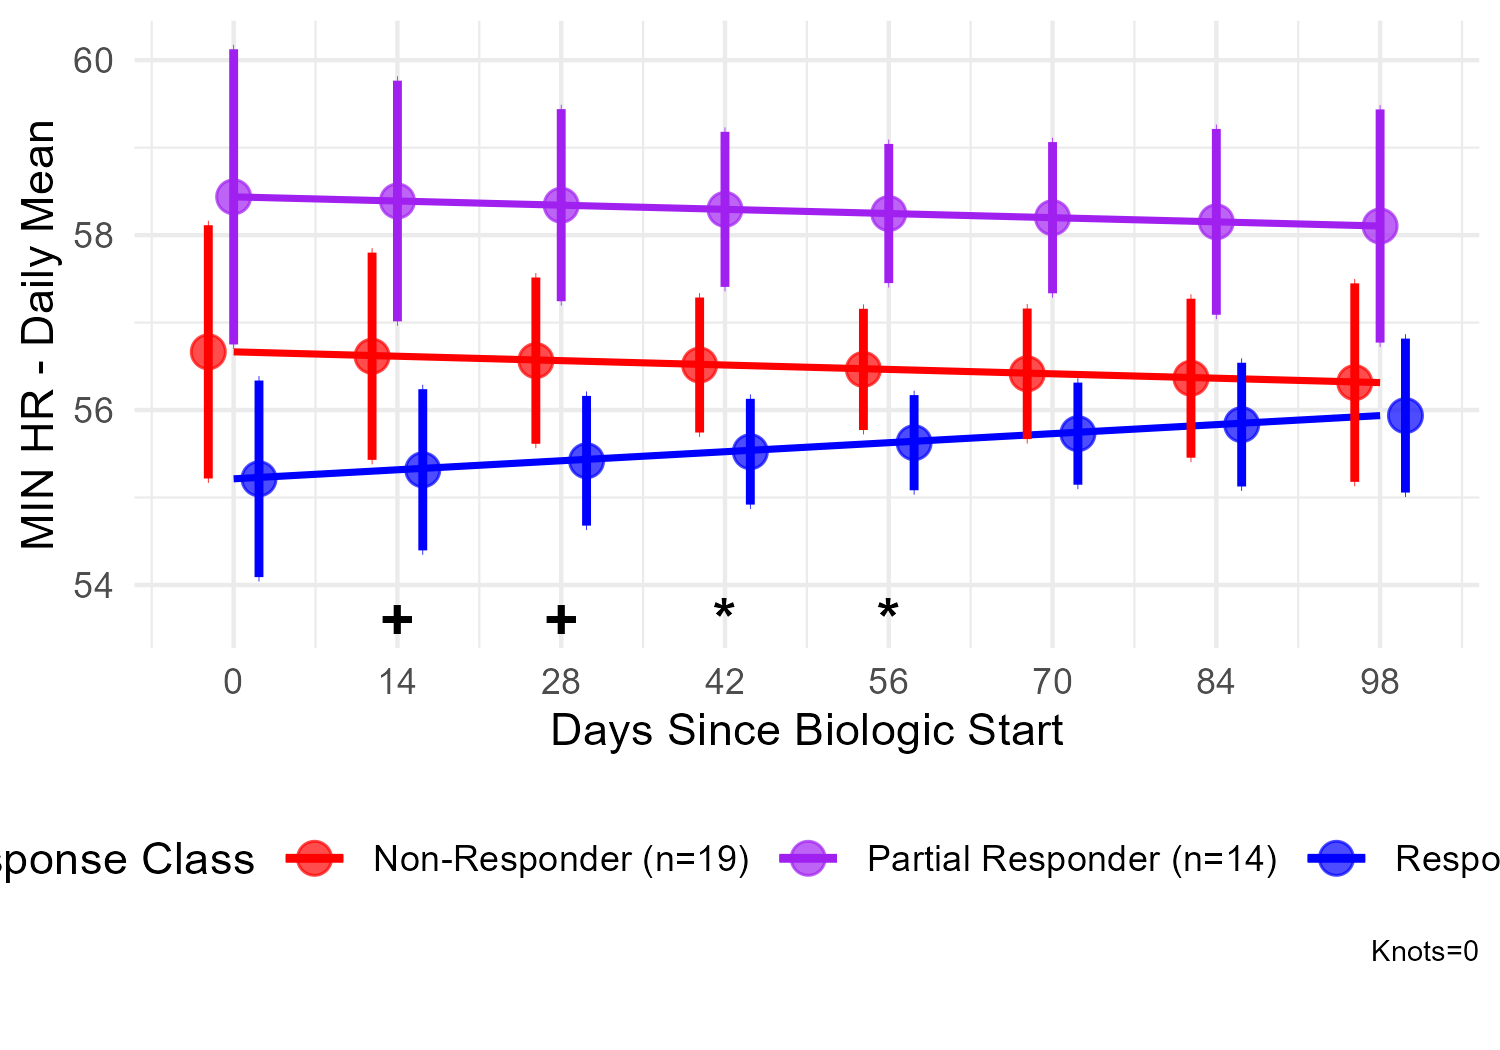 60
58
56
54
MIN HR - Daily Mean
+ + * *
0 14 28 42 56 70 84 98
Days Since Biologic Start
sponse Class Non-Responder (n=19) Partial Responder (n=14) Respo
Knots=0